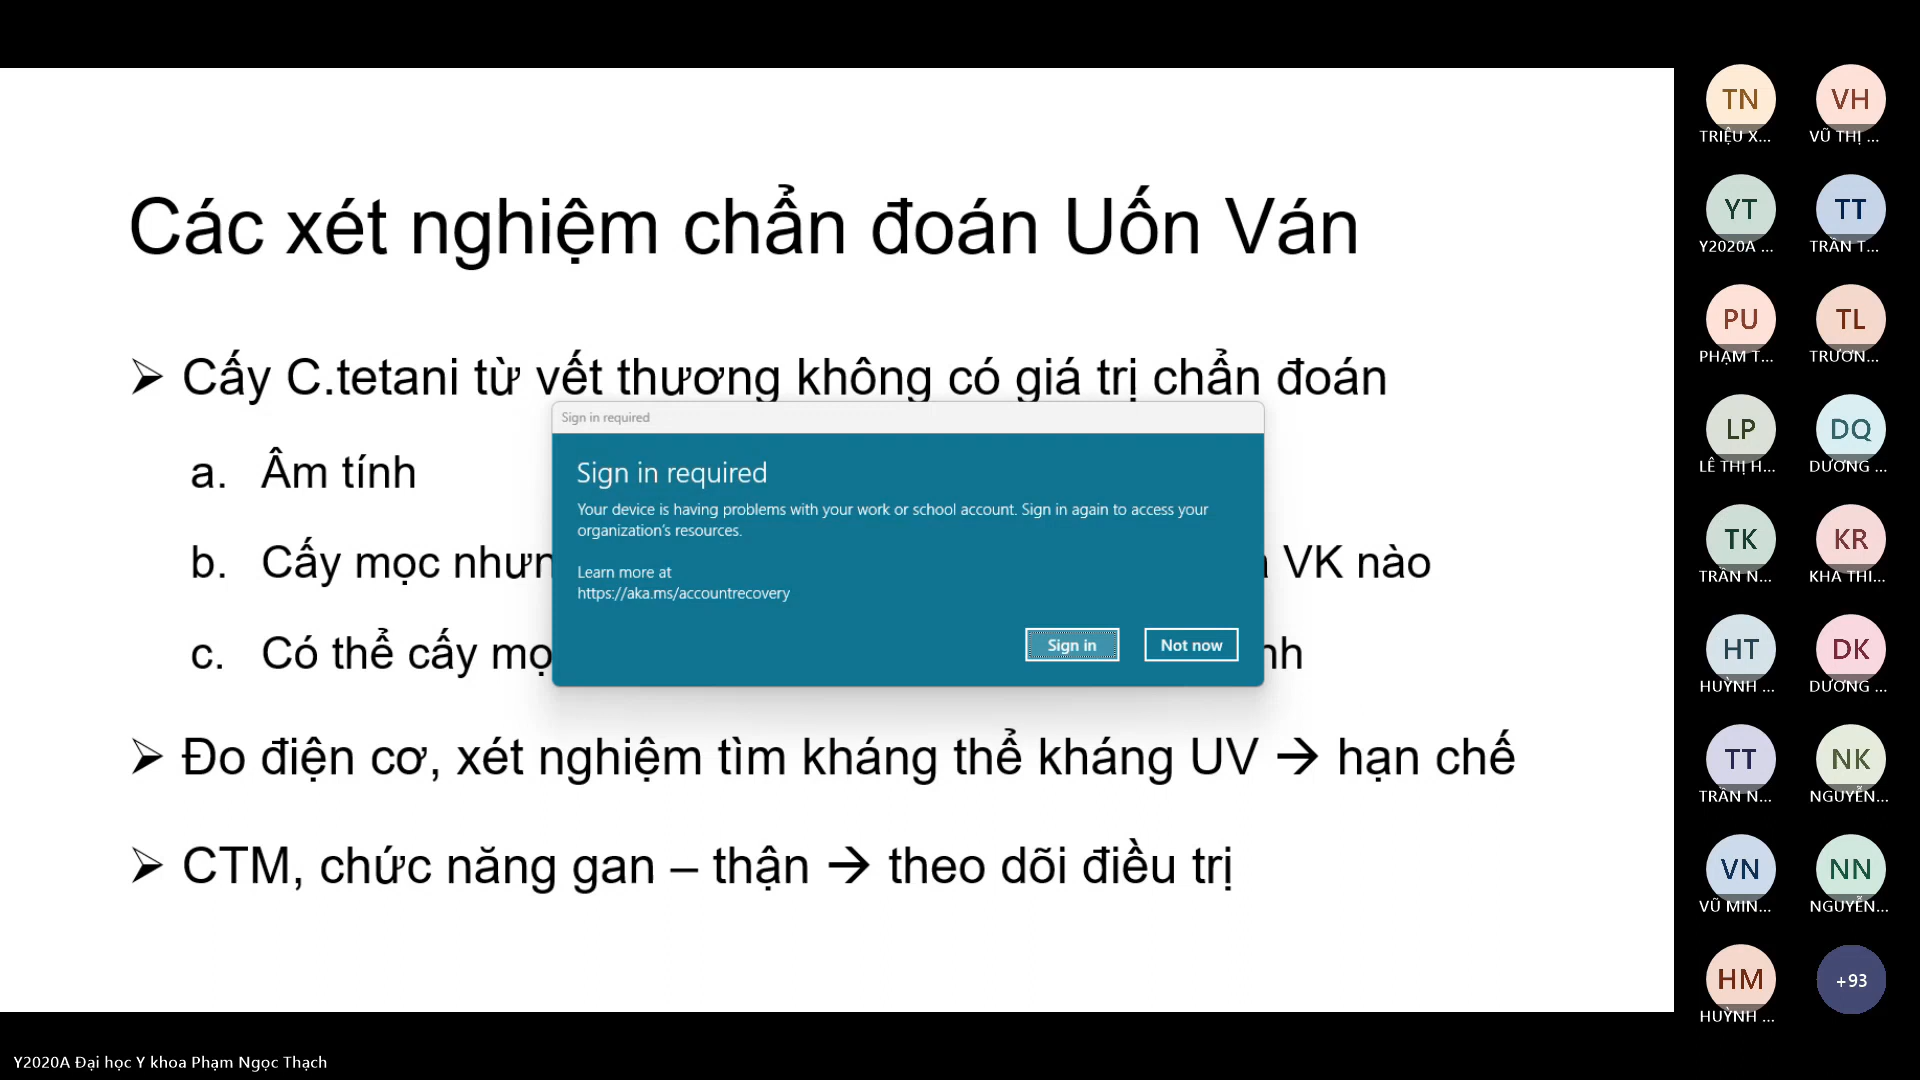 Các xét nghiệm chẩn đoán Uốn Ván
➢ Cấy C.tetani từ vết thương không có giá trị chẩn đoán
a. Âm tính
b. Cấy mọc VK nào
c. Có thể cấy
➢ Đo điện cơ, xét nghiệm tìm kháng thể kháng UV → hạn chế
➢ CTM, chức năng gan – thận → theo dõi điều trị
Sign in required
Sign in required
Your device is having problems with your work or school account. Sign in again to access your
organization's resources.
Learn more at
https://aka.ms/accountrecovery
Sign in Not now
TN VH
TRIỆU X... VŨ THỊ ...
YT TT
Y2020A ... TRẦN T...
PU TL
PHẠM T... TRƯƠN...
LP DQ
LÊ THỊ H... DƯƠNG ...
TK KR
TRẦN N... KHA THI...
HT DK
HUỲNH ... DƯƠNG ...
TT NK
TRẦN N... NGUYỄN...
VN NN
VŨ MIN... NGUYỄN...
HM +93
HUỲNH ...
Y2020A Đại học Y khoa Phạm Ngọc Thạch